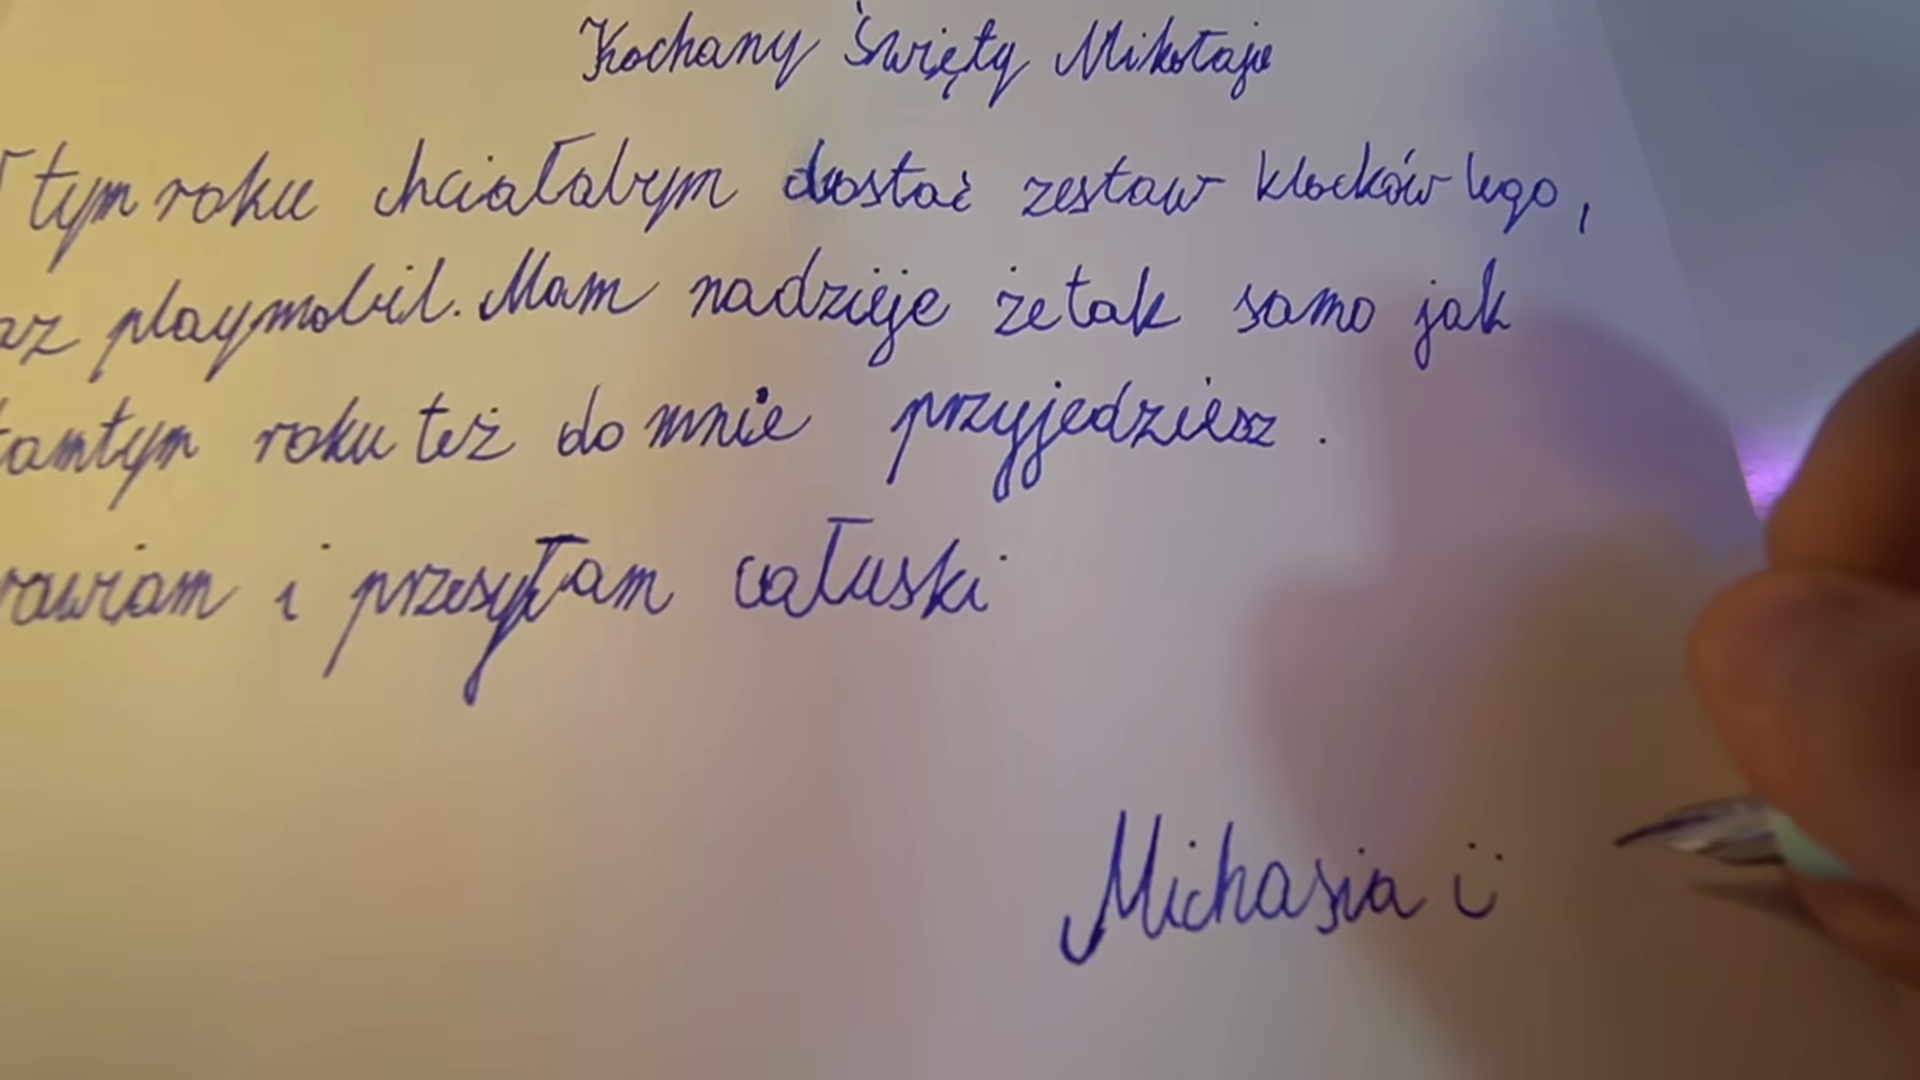 Kochany Święty Mikołaju
tym roku chciałabym dostać zestaw klocków lego,
az playmobil. Mam nadzieje że tak samo jak
tamtym roku też do mnie przyjedziesz.
rawiam i przesyłam całuski
Michasia ü